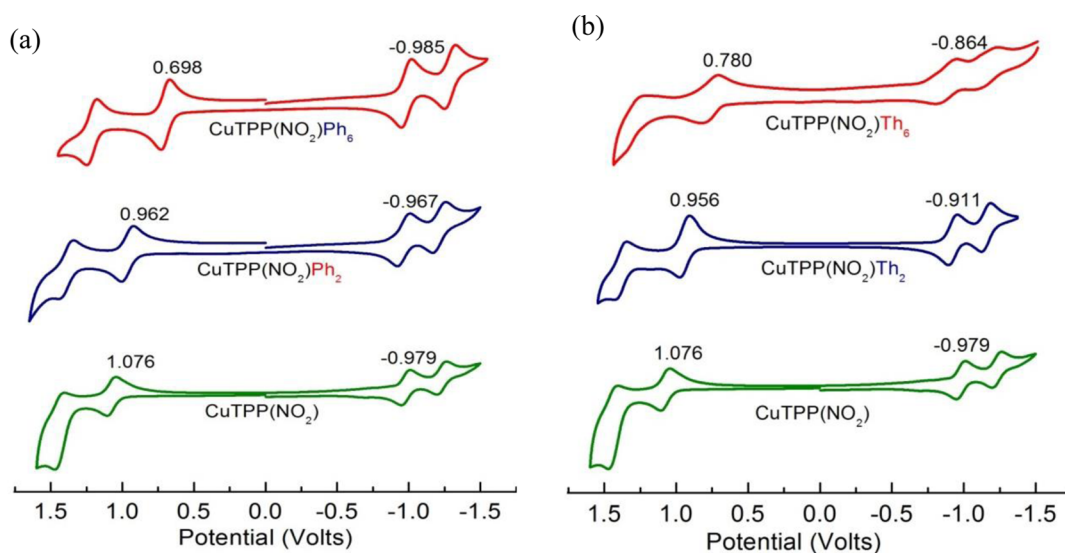 (a)
0.698
-0.985
CuTPP(NO₂)Ph₆
0.962
-0.967
CuTPP(NO₂)Ph₂
1.076
-0.979
CuTPP(NO₂)
1.5 1.0 0.5 0.0 -0.5 -1.0 -1.5
Potential (Volts)
(b)
0.780
-0.864
CuTPP(NO₂)Th₆
0.956
-0.911
CuTPP(NO₂)Th₂
1.076
-0.979
CuTPP(NO₂)
1.5 1.0 0.5 0.0 -0.5 -1.0 -1.5
Potential (Volts)